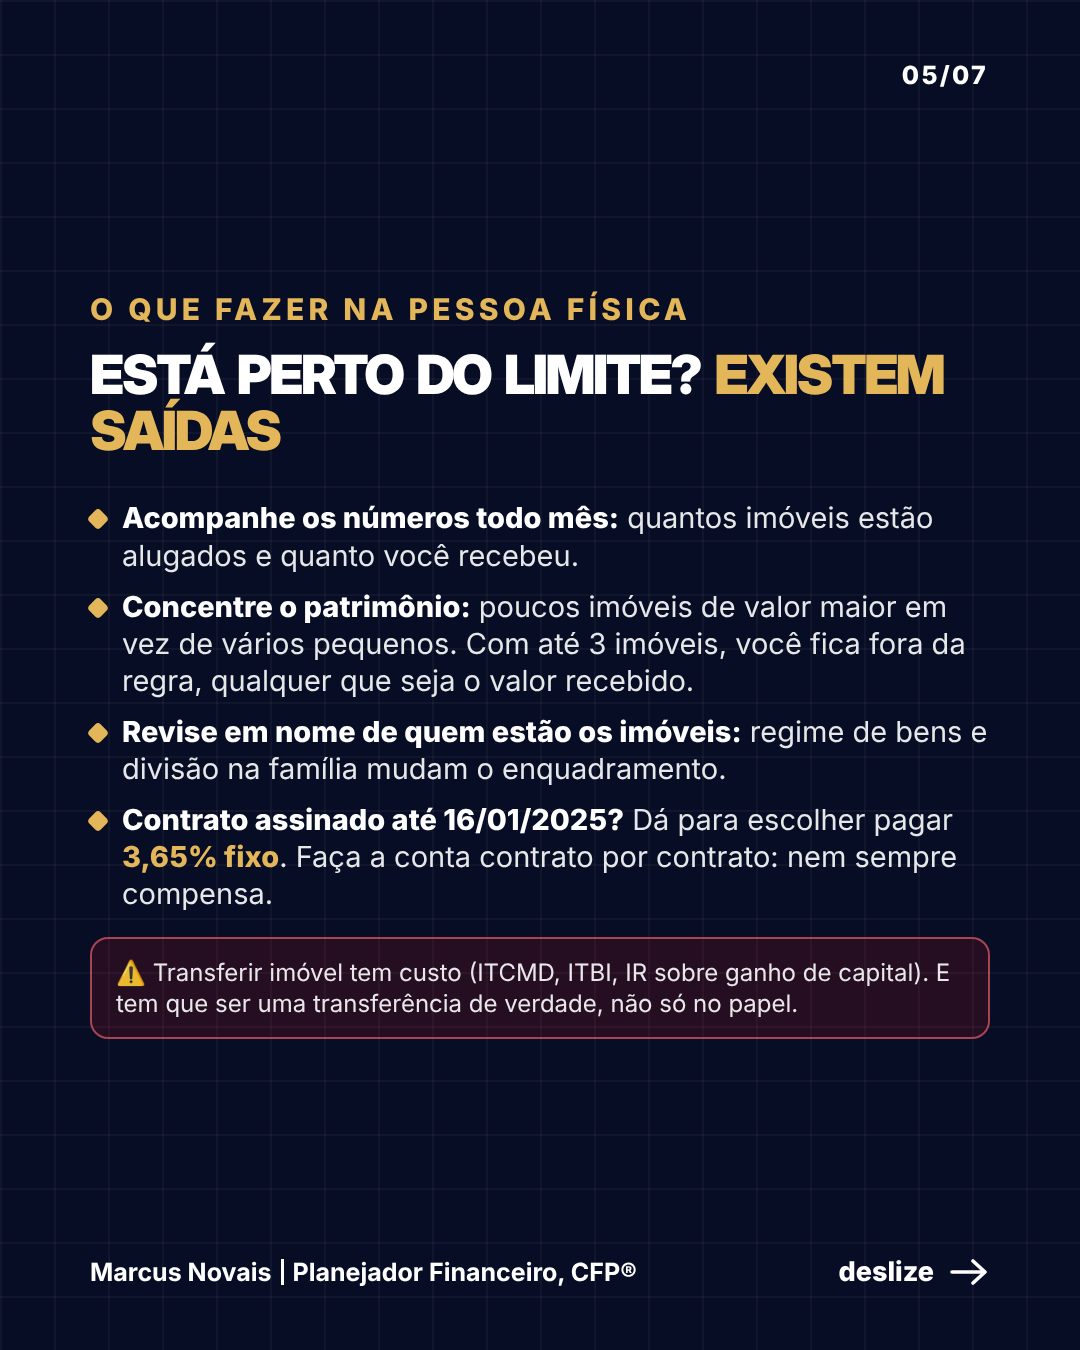 05/07
O QUE FAZER NA PESSOA FÍSICA
ESTÁ PERTO DO LIMITE? EXISTEM
SAÍDAS
Acompanhe os números todo mês: quantos imóveis estão
alugados e quanto você recebeu.
Concentre o patrimônio: poucos imóveis de valor maior em
vez de vários pequenos. Com até 3 imóveis, você fica fora da
regra, qualquer que seja o valor recebido.
Revise em nome de quem estão os imóveis: regime de bens e
divisão na família mudam o enquadramento.
Contrato assinado até 16/01/2025? Dá para escolher pagar
3,65% fixo. Faça a conta contrato por contrato: nem sempre
compensa.
⚠️ Transferir imóvel tem custo (ITCMD, ITBI, IR sobre ganho de capital). E
tem que ser uma transferência de verdade, não só no papel.
Marcus Novais | Planejador Financeiro, CFP®
deslize →